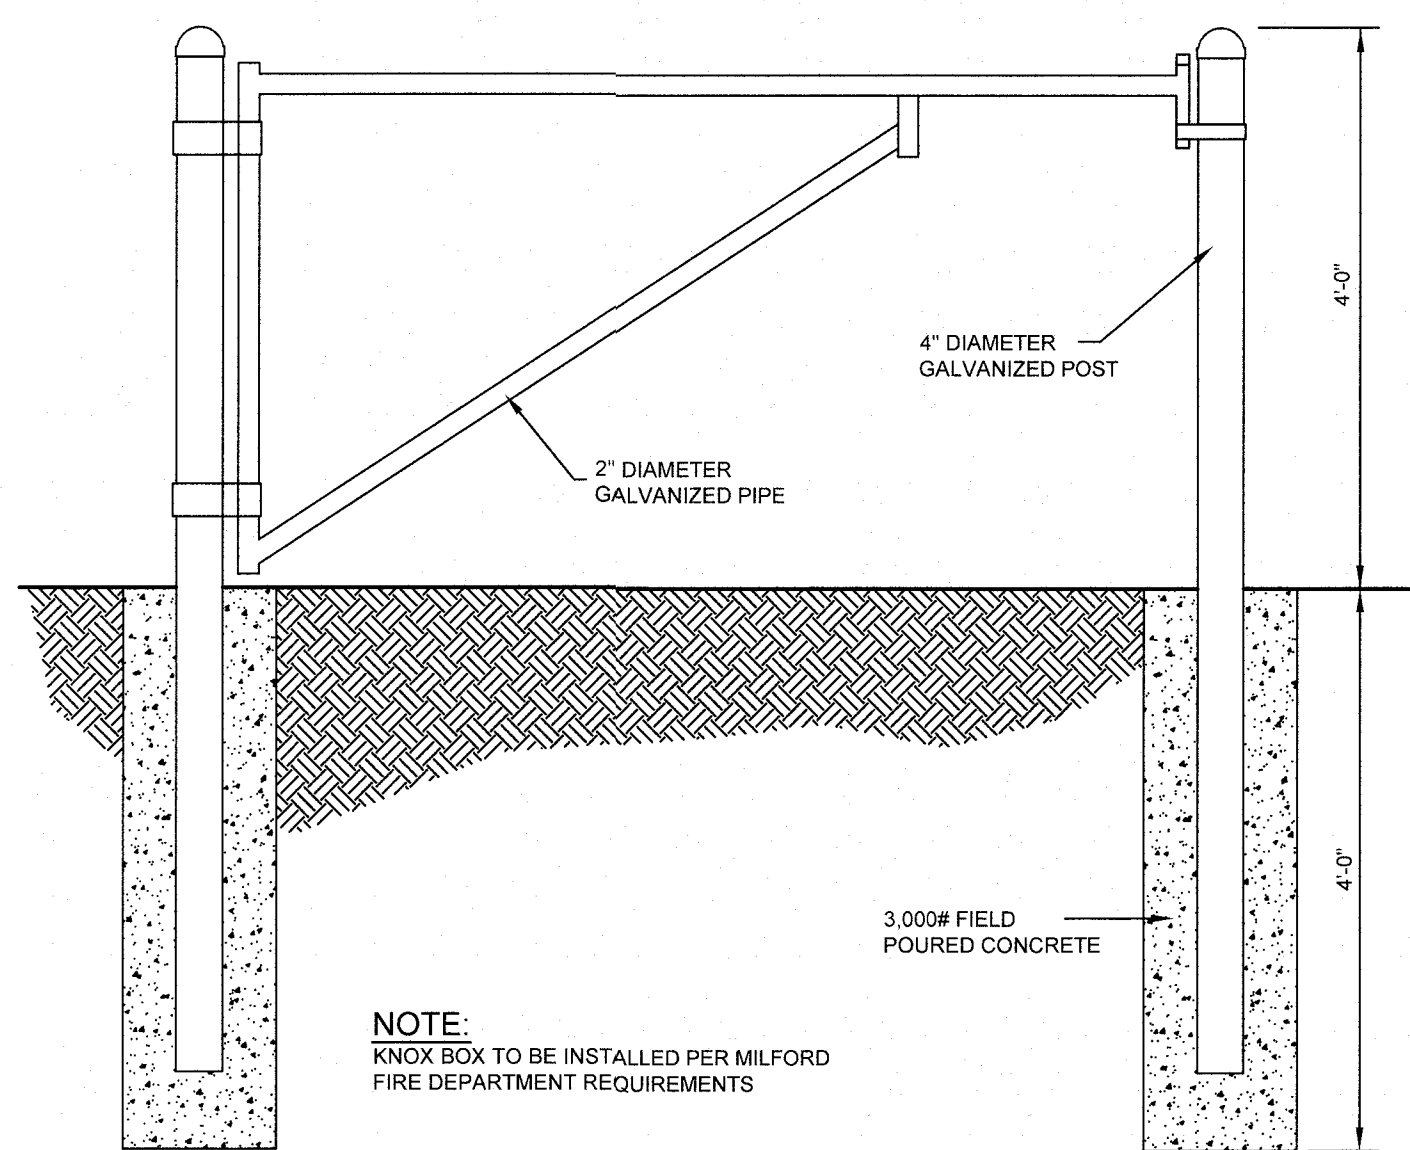 4'-0"
4" DIAMETER
GALVANIZED POST
2" DIAMETER
GALVANIZED PIPE
4'-0"
3,000# FIELD
POURED CONCRETE
NOTE:
KNOX BOX TO BE INSTALLED PER MILFORD
FIRE DEPARTMENT REQUIREMENTS